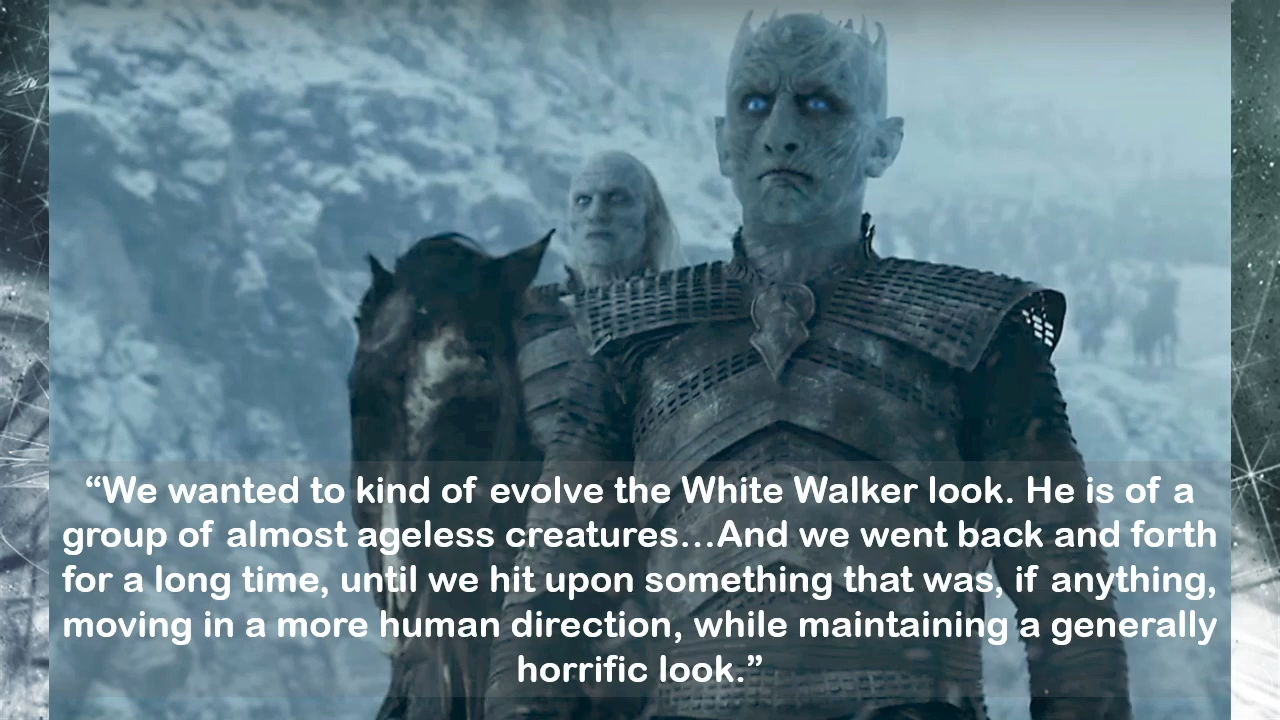 “We wanted to kind of evolve the White Walker look. He is of a
group of almost ageless creatures…And we went back and forth
for a long time, until we hit upon something that was, if anything,
moving in a more human direction, while maintaining a generally
horrific look.”